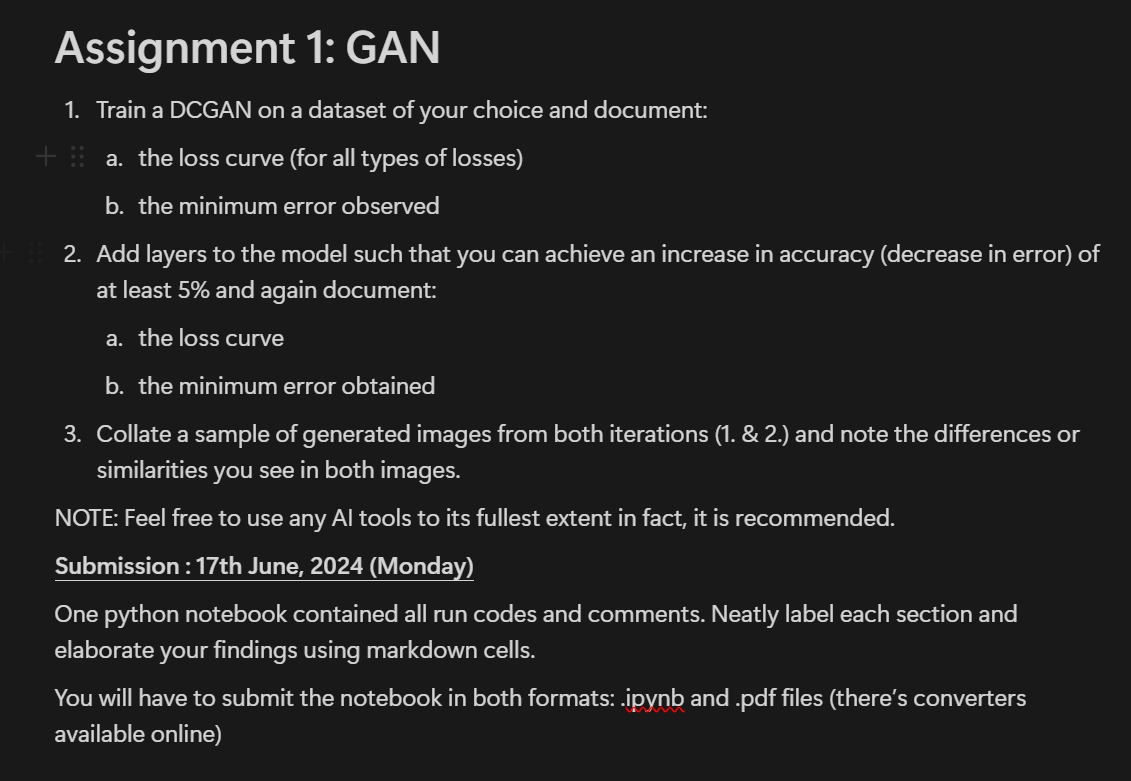 Assignment 1: GAN
1. Train a DCGAN on a dataset of your choice and document:
a. the loss curve (for all types of losses)
b. the minimum error observed
2. Add layers to the model such that you can achieve an increase in accuracy (decrease in error) of
at least 5% and again document:
a. the loss curve
b. the minimum error obtained
3. Collate a sample of generated images from both iterations (1. & 2.) and note the differences or
similarities you see in both images.
NOTE: Feel free to use any AI tools to its fullest extent in fact, it is recommended.
Submission : 17th June, 2024 (Monday)
One python notebook contained all run codes and comments. Neatly label each section and
elaborate your findings using markdown cells.
You will have to submit the notebook in both formats: .ipynb and .pdf files (there’s converters
available online)